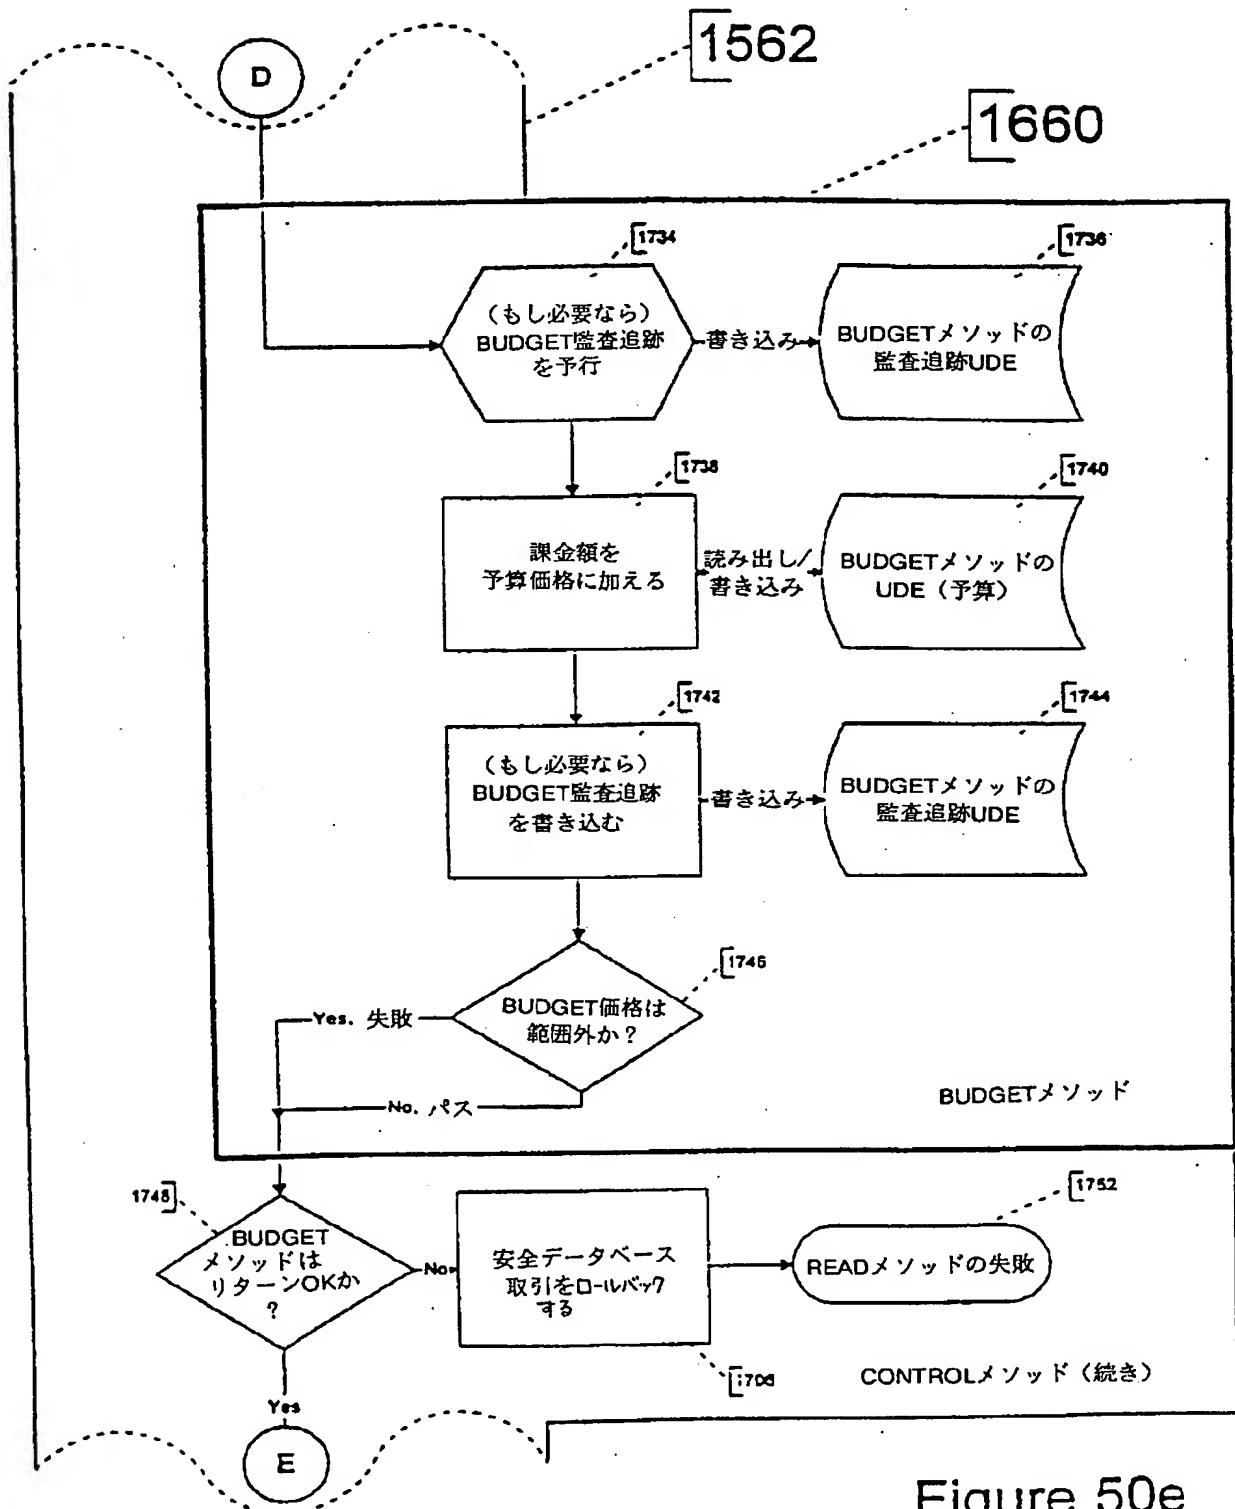 D
1562
1660
1734
(もし必要なら)
BUDGET監査追跡
を予行
書き込み
1736
BUDGETメソッドの
監査追跡UDE
1738
課金額を
予算価格に加える
読み出し/
書き込み
1740
BUDGETメソッドの
UDE(予算)
1742
(もし必要なら)
BUDGET監査追跡
を書き込む
書き込み
1744
BUDGETメソッドの
監査追跡UDE
1746
BUDGET価格は
範囲外か?
Yes. 失敗
No. パス
BUDGETメソッド
1748
BUDGET
メソッドは
リターンOKか
?
No
安全データベース
取引をロールバック
する
1752
READメソッドの失敗
CONTROLメソッド(続き)
Yes
E
Figure 50e